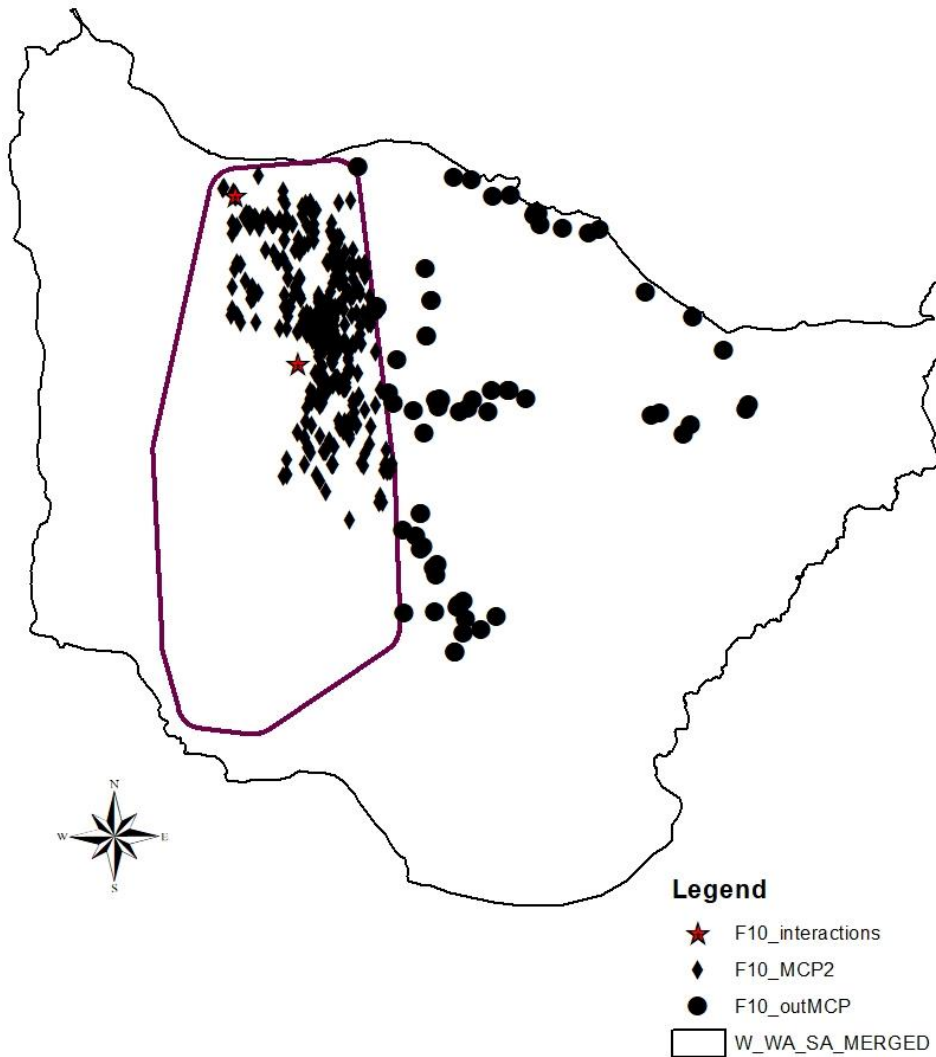 N
W E
S
Legend
F10_interactions
F10_MCP2
F10_outMCP
W_WA_SA_MERGED